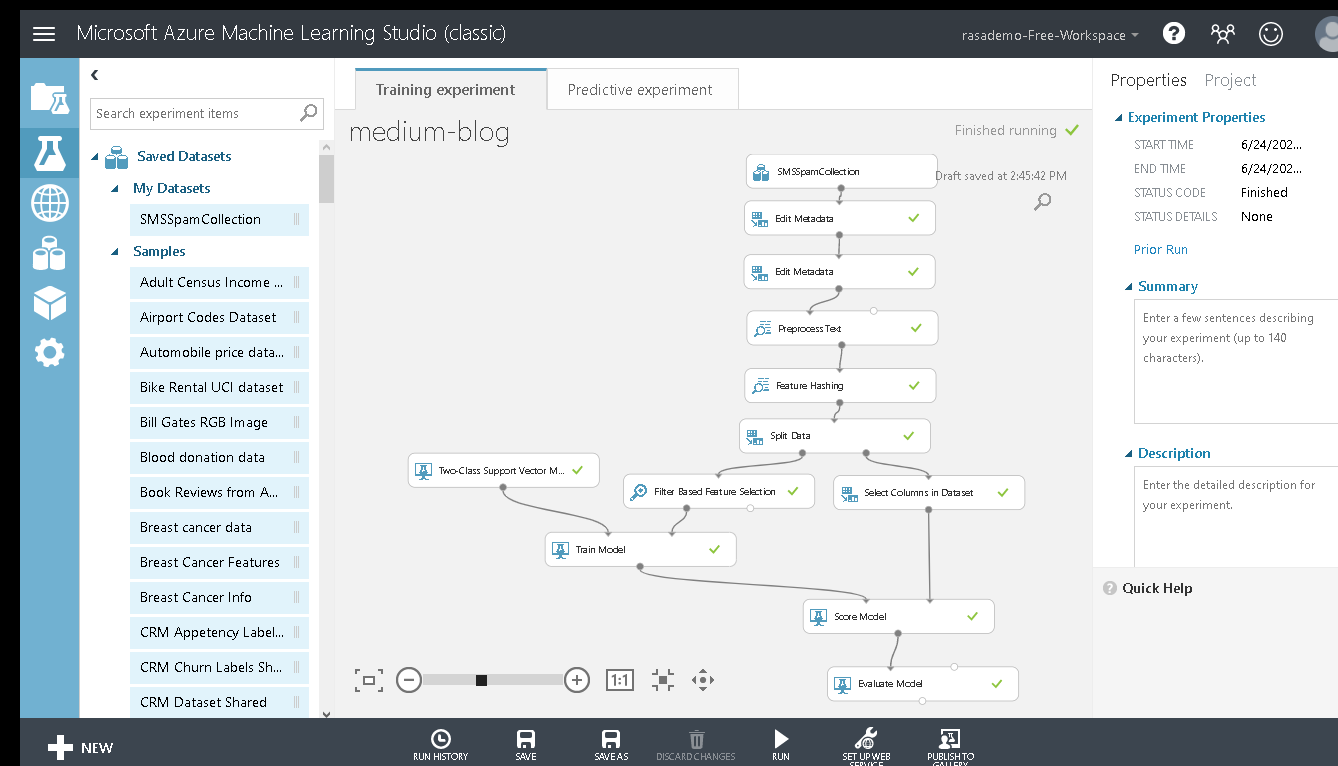 Microsoft Azure Machine Learning Studio (classic)
rasademo-Free-Workspace
?
Search experiment items
Saved Datasets
My Datasets
SMSSpamCollection
Samples
Adult Census Income ...
Airport Codes Dataset
Automobile price data...
Bike Rental UCI dataset
Bill Gates RGB Image
Blood donation data
Book Reviews from A...
Breast cancer data
Breast Cancer Features
Breast Cancer Info
CRM Appetency Label...
CRM Churn Labels Sh...
CRM Dataset Shared
Training experiment
Predictive experiment
medium-blog
Finished running
Draft saved at 2:45:42 PM
SMSSpamCollection
Edit Metadata
Edit Metadata
Preprocess Text
Feature Hashing
Split Data
Two-Class Support Vector M...
Filter Based Feature Selection
Select Columns in Dataset
Train Model
Score Model
Evaluate Model
1:1
Properties Project
Experiment Properties
START TIME 6/24/202...
END TIME 6/24/202...
STATUS CODE Finished
STATUS DETAILS None
Prior Run
Summary
Enter a few sentences describing
your experiment (up to 140
characters).
Description
Enter the detailed description for
your experiment.
? Quick Help
NEW
RUN HISTORY
SAVE
SAVE AS
DISCARD CHANGES
RUN
SET UP WEB
SERVICE
PUBLISH TO
GALLERY